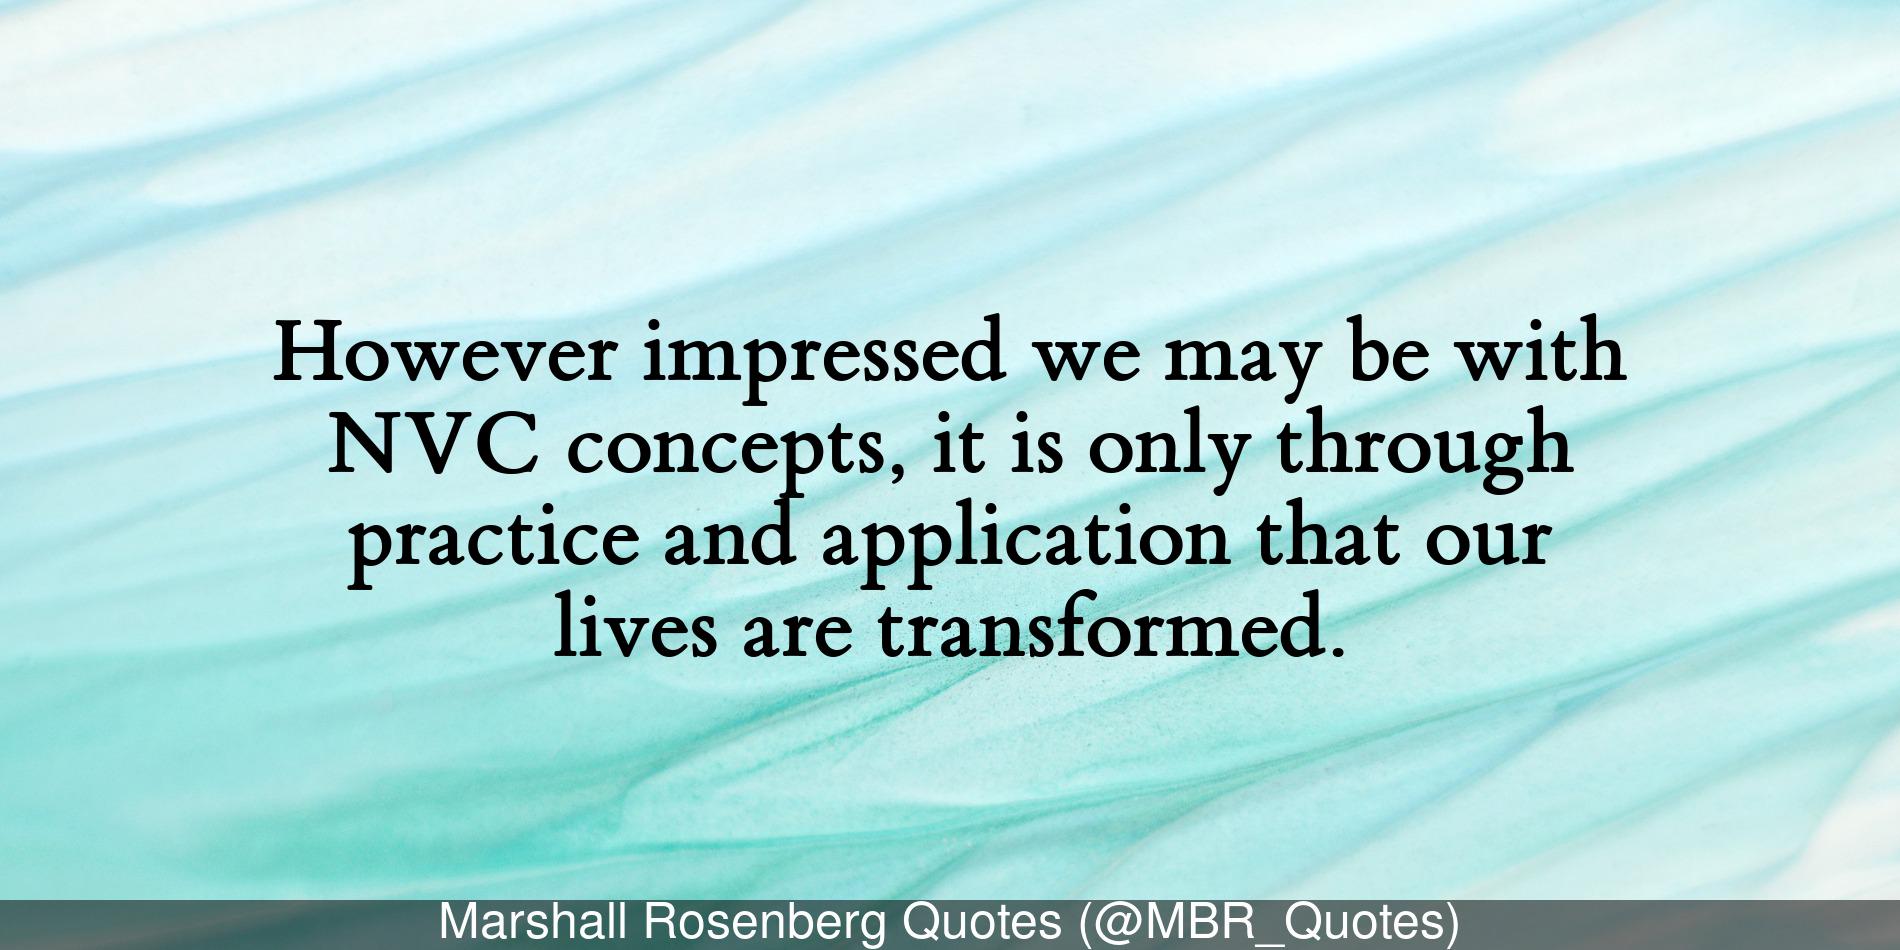 However impressed we may be with
NVC concepts, it is only through
practice and application that our
lives are transformed.
Marshall Rosenberg Quotes (@MBR_Quotes)